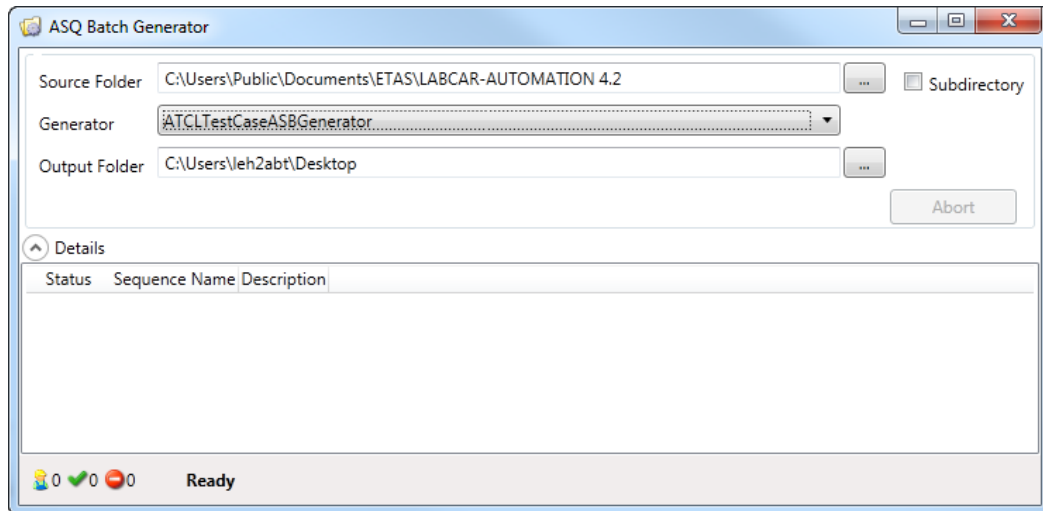 ASQ Batch Generator
Source Folder C:\Users\Public\Documents\ETAS\LABCAR-AUTOMATION 4.2 ... Subdirectory
Generator ATCLTestCaseASBGenerator
Output Folder C:\Users\leh2abt\Desktop ...
Abort
Details
Status Sequence Name Description
0 0 0 Ready